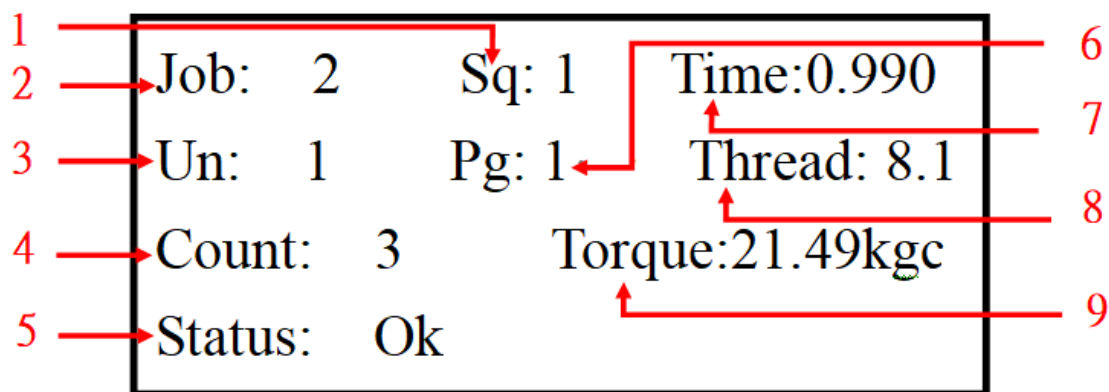 1
2 Job: 2 Sq: 1 Time:0.990 6
3 Un: 1 Pg: 1 Thread: 8.1 7
4 Count: 3 Torque:21.49kgc 8
5 Status: Ok 9